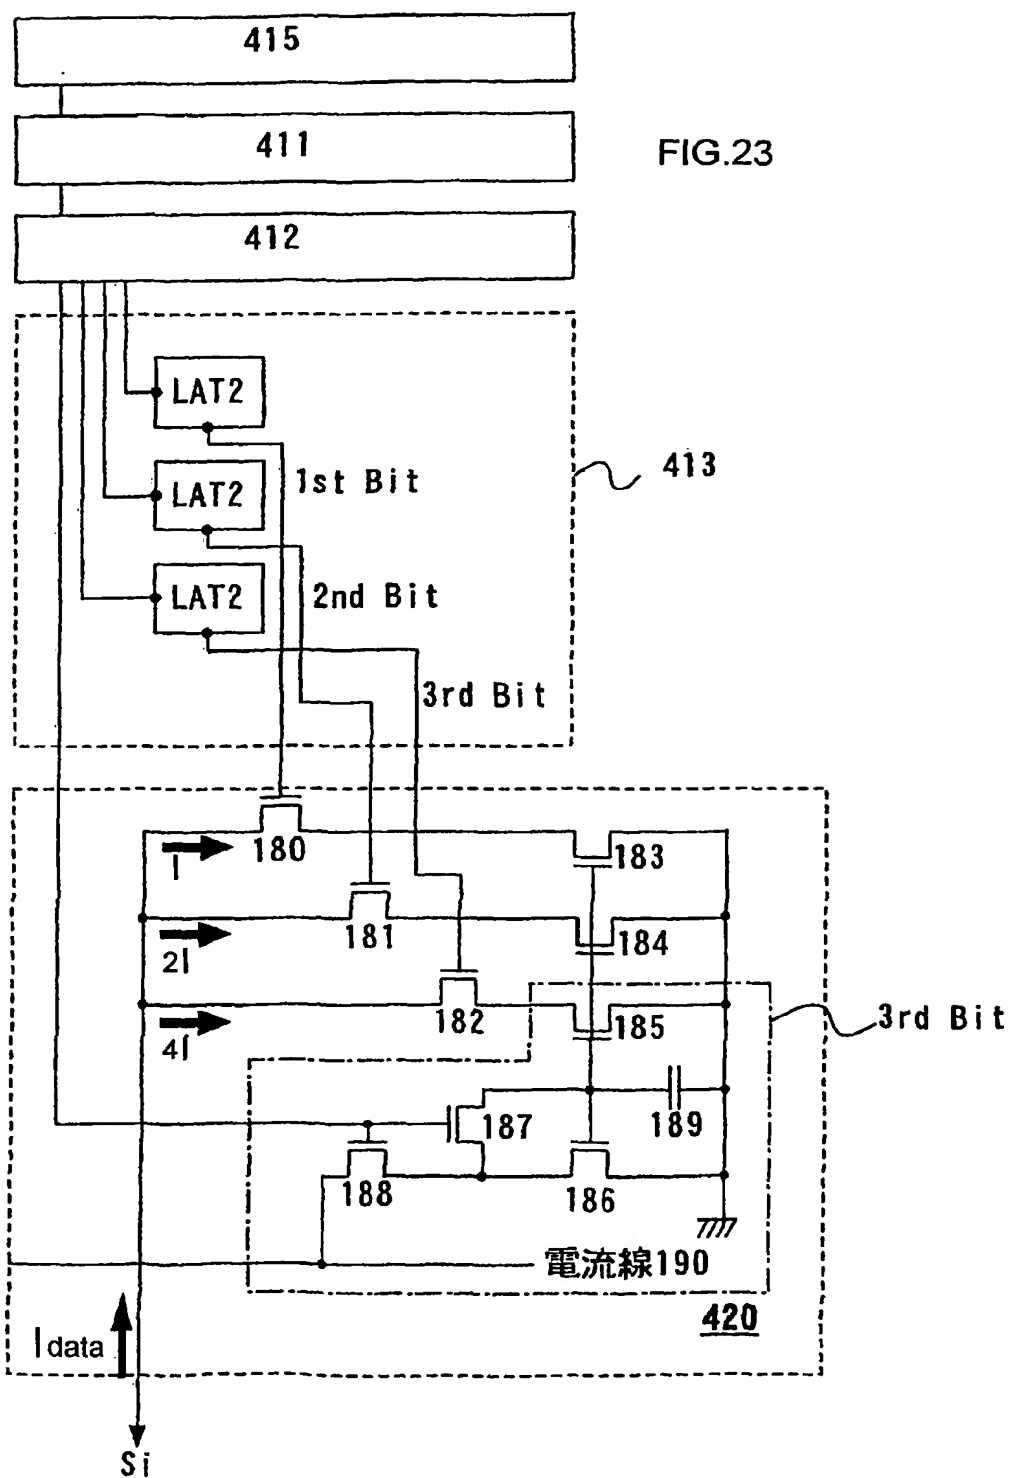 415
411
FIG.23
412
LAT2
1st Bit
413
LAT2
2nd Bit
LAT2
3rd Bit
I
180
183
2I
181
184
4I
182
185
3rd Bit
187
189
188
186
電流線190
420
Idata
Si